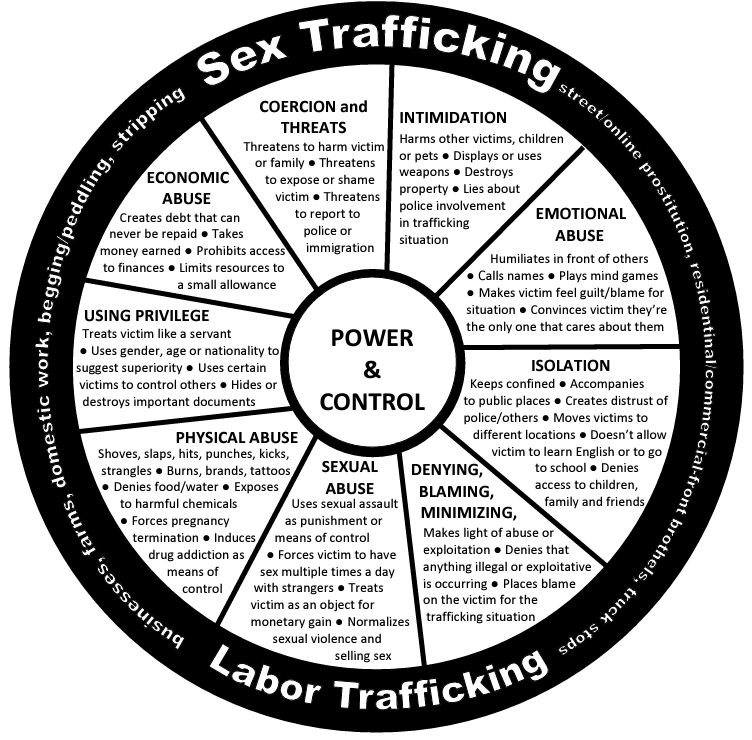 Sex Trafficking
street/online prostitution, residentinal/commercial-front brothels, truck stops
Labor Trafficking
businesses, farms, domestic work, begging/peddling, stripping
POWER
&
CONTROL
COERCION and
THREATS
Threatens to harm victim
or family ● Threatens
to expose or shame
victim ● Threatens
to report to
police or
immigration
INTIMIDATION
Harms other victims, children
or pets ● Displays or uses
weapons ● Destroys
property ● Lies about
police involvement
in trafficking
situation
EMOTIONAL
ABUSE
Humiliates in front of others
● Calls names ● Plays mind games
● Makes victim feel guilt/blame for
situation ● Convinces victim they're
the only one that cares about them
ISOLATION
Keeps confined ● Accompanies
to public places ● Creates distrust of
police/others ● Moves victims to
different locations ● Doesn't allow
victim to learn English or to go
to school ● Denies
access to children,
family and friends
DENYING,
BLAMING,
MINIMIZING,
Makes light of abuse or
exploitation ● Denies that
anything illegal or exploitative
is occurring ● Places blame
on the victim for the
trafficking situation
SEXUAL
ABUSE
Uses sexual assault
as punishment or
means of control
● Forces victim to have
sex multiple times a day
with strangers ● Treats
victim as an object for
monetary gain ● Normalizes
sexual violence and
selling sex
PHYSICAL ABUSE
Shoves, slaps, hits, punches, kicks,
strangles ● Burns, brands, tattoos
● Denies food/water ● Exposes
to harmful chemicals
● Forces pregnancy
termination ● Induces
drug addiction as
means of
control
USING PRIVILEGE
Treats victim like a servant
● Uses gender, age or nationality to
suggest superiority ● Uses certain
victims to control others ● Hides or
destroys important documents
ECONOMIC
ABUSE
Creates debt that can
never be repaid ● Takes
money earned ● Prohibits access
to finances ● Limits resources to
a small allowance